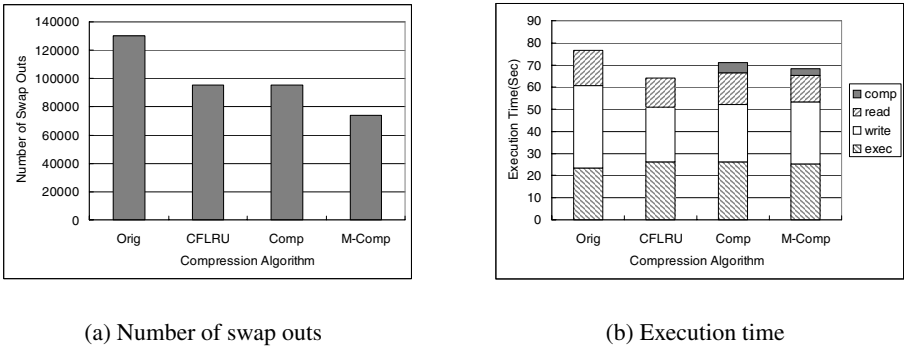 140000
120000
100000
80000
60000
40000
20000
0
Number of Swap Outs
Orig CFLRU Comp M-Comp
Compression Algorithm
90
80
70
60
50
40
30
20
10
0
Execution Time(Sec)
Orig CFLRU Comp M-Comp
Compression Algorithm
comp
read
write
exec
(a) Number of swap outs
(b) Execution time